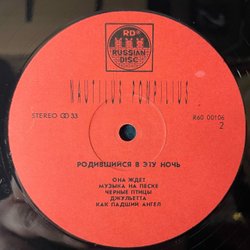 RD
RUSSIAN
DISC
NAUTILUS POMPILIUS
STEREO 33
R60 00106
2
РОДИВШИЙСЯ В ЭТУ НОЧЬ
ОНА ЖДЕТ
МУЗЫКА НА ПЕСКЕ
ЧЕРНЫЕ ПТИЦЫ
ДЖУЛЬЕТТА
КАК ПАДШИЙ АНГЕЛ